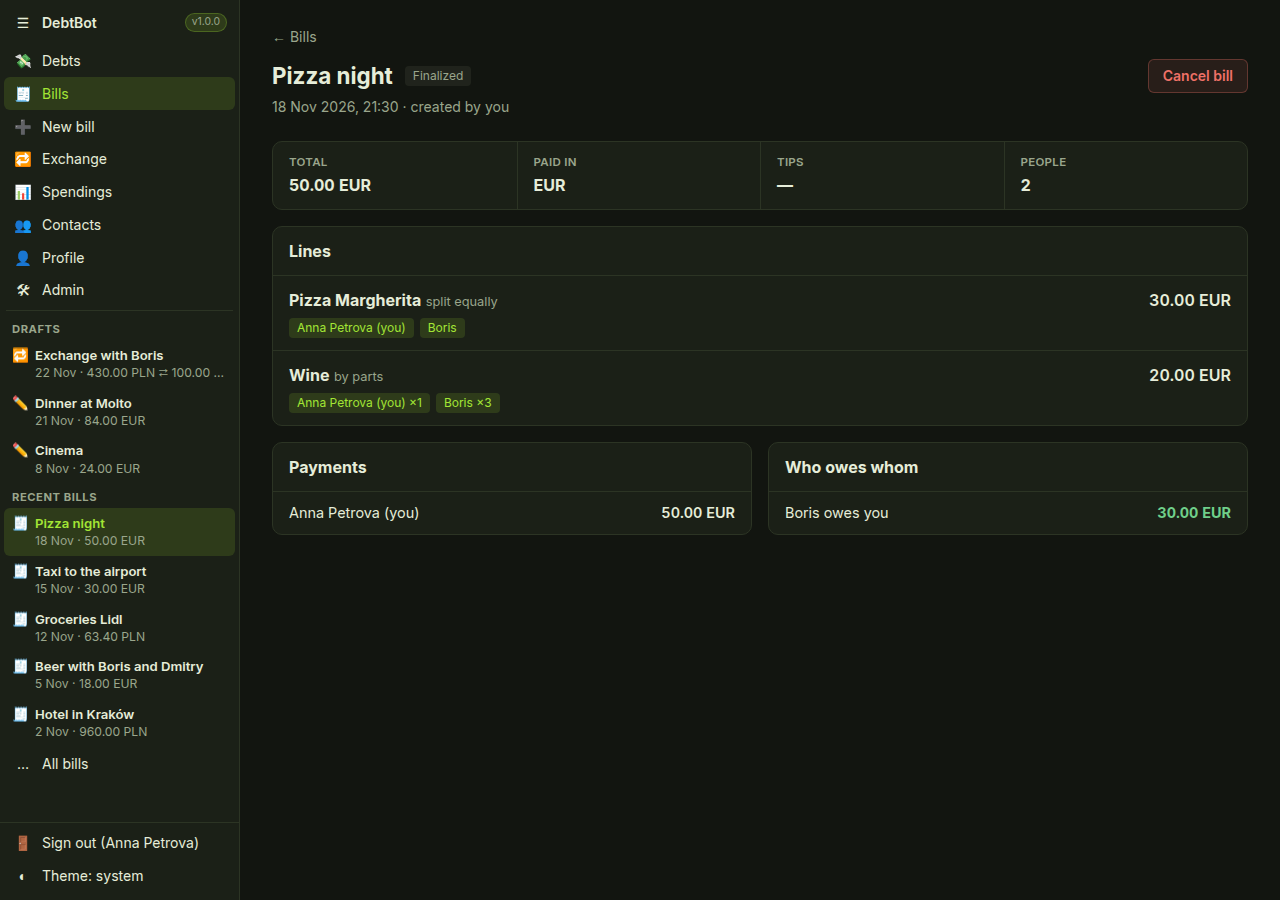 ☰ DebtBot v1.0.0
💸 Debts
🧾 Bills
➕ New bill
🔁 Exchange
📊 Spendings
👥 Contacts
👤 Profile
🛠 Admin
DRAFTS
🔁 Exchange with Boris
22 Nov · 430.00 PLN ⇄ 100.00 ...
✏️ Dinner at Molto
21 Nov · 84.00 EUR
✏️ Cinema
8 Nov · 24.00 EUR
RECENT BILLS
🧾 Pizza night
18 Nov · 50.00 EUR
🧾 Taxi to the airport
15 Nov · 30.00 EUR
🧾 Groceries Lidl
12 Nov · 63.40 PLN
🧾 Beer with Boris and Dmitry
5 Nov · 18.00 EUR
🧾 Hotel in Kraków
2 Nov · 960.00 PLN
... All bills
🚪 Sign out (Anna Petrova)
Theme: system
← Bills
Pizza night Finalized
Cancel bill
18 Nov 2026, 21:30 · created by you
TOTAL
50.00 EUR
PAID IN
EUR
TIPS
—
PEOPLE
2
Lines
Pizza Margherita split equally 30.00 EUR
Anna Petrova (you) Boris
Wine by parts 20.00 EUR
Anna Petrova (you) ×1 Boris ×3
Payments
Anna Petrova (you) 50.00 EUR
Who owes whom
Boris owes you 30.00 EUR